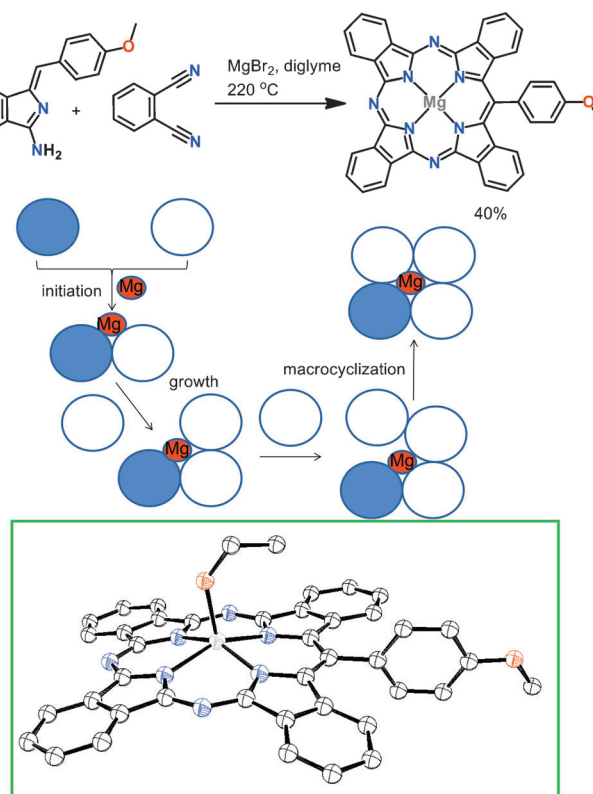 O
N
NH2
+
N
N
MgBr2, diglyme
220 °C
N
N
N
N
Mg
N
N
N
O
40%
initiation
Mg
Mg
growth
macrocyclization
Mg
Mg
Mg